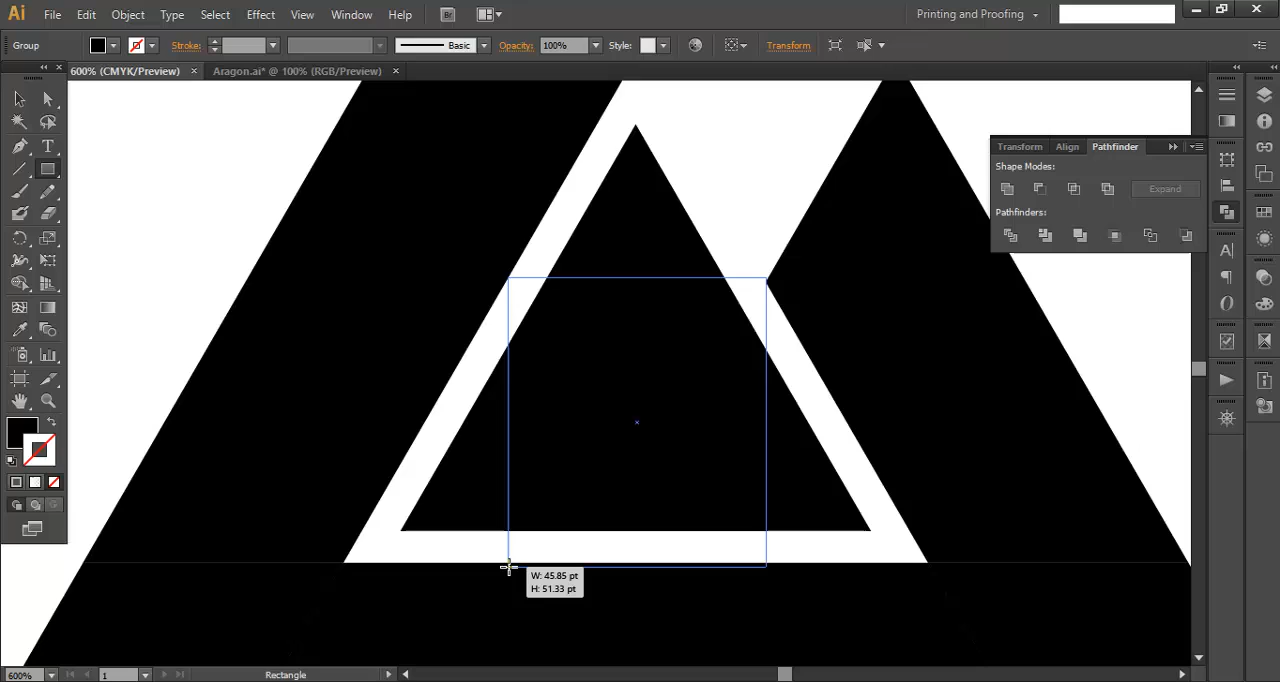 Ai File Edit Object Type Select Effect View Window Help Br Printing and Proofing
Group Stroke: Basic Opacity: 100% Style: Transform
600% (CMYK/Preview) × Aragon.ai* @ 100% (RGB/Preview) ×
Transform Align Pathfinder
Shape Modes:
Expand
Pathfinders:
W: 45.85 pt
H: 51.33 pt
600% 1 Rectangle